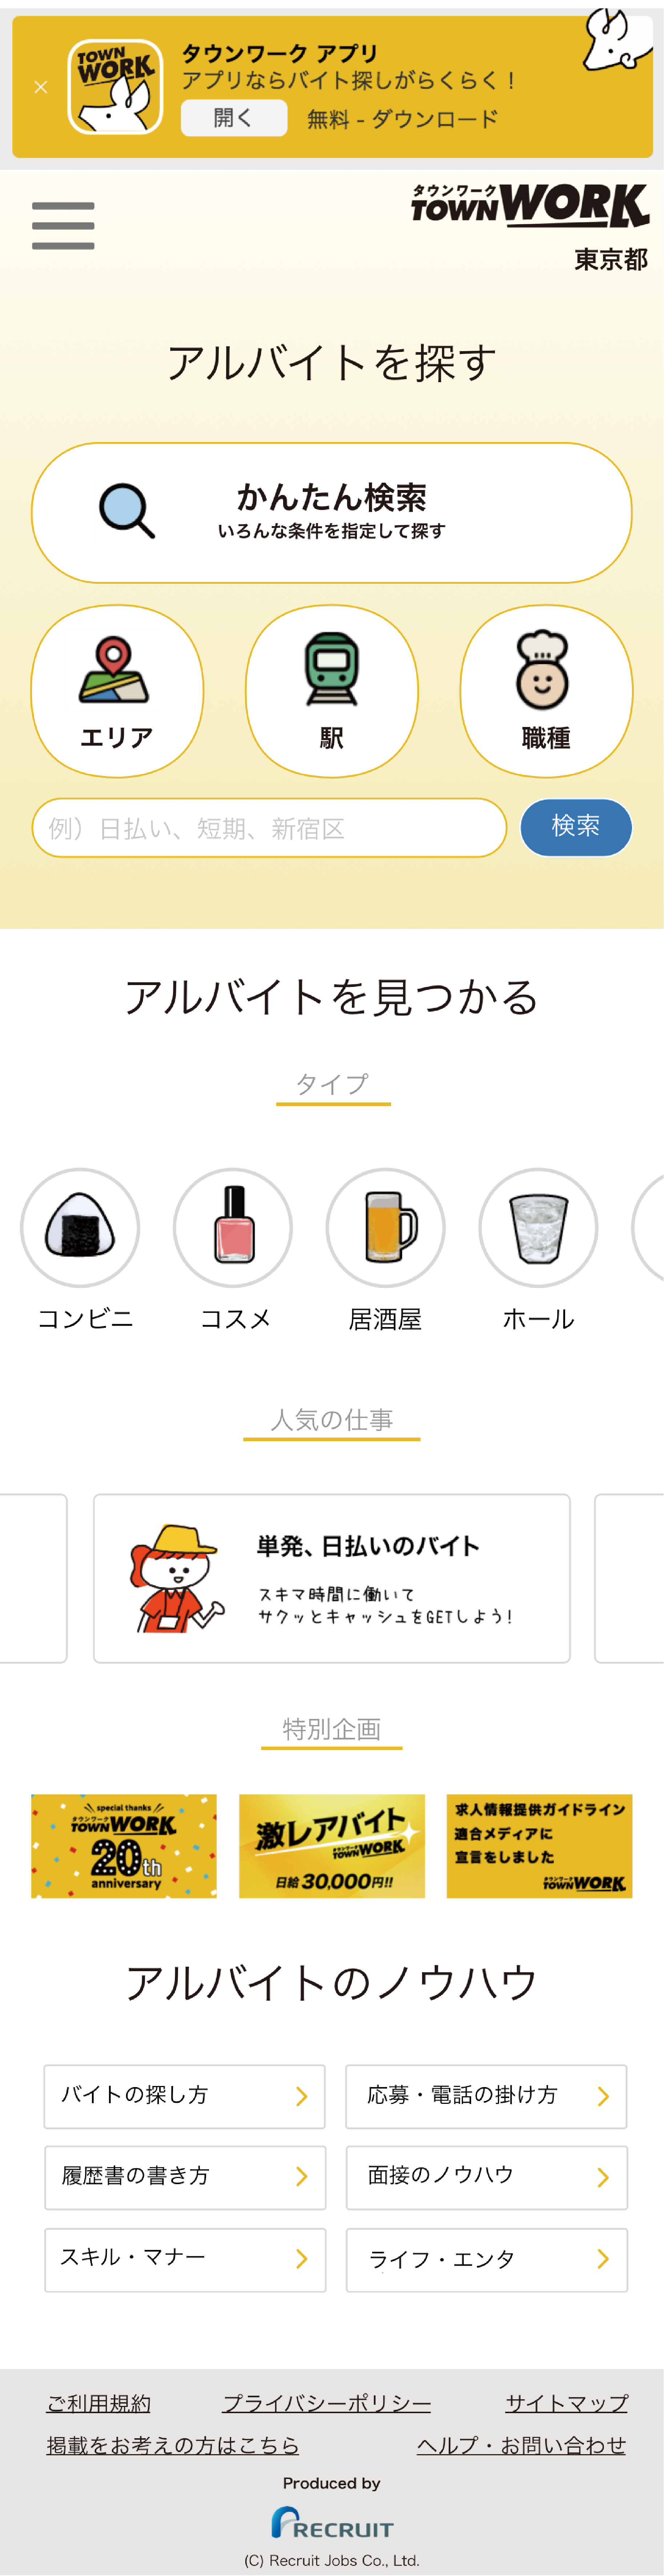 TOWN
WORK
タウンワーク アプリ
アプリならバイト探しがらくらく！
開く
無料 - ダウンロード
タウンワーク
TOWNWORK
東京都
アルバイトを探す
かんたん検索
いろんな条件を指定して探す
エリア
駅
職種
例）日払い、短期、新宿区
検索
アルバイトを見つかる
タイプ
コンビニ
コスメ
居酒屋
ホール
人気の仕事
単発、日払いのバイト
スキマ時間に働いて
サクッとキャッシュをGETしよう！
特別企画
special thanks
タウンワーク
TOWNWORK
20th
anniversary
激レアバイト
タウンワーク
TOWNWORK
日給 30,000円!!
求人情報提供ガイドライン
適合メディアに
宣言をしました
タウンワーク
TOWNWORK
アルバイトのノウハウ
バイトの探し方
応募・電話の掛け方
履歴書の書き方
面接のノウハウ
スキル・マナー
ライフ・エンタ
ご利用規約
プライバシーポリシー
サイトマップ
掲載をお考えの方はこちら
ヘルプ・お問い合わせ
Produced by
RECRUIT
(C) Recruit Jobs Co., Ltd.